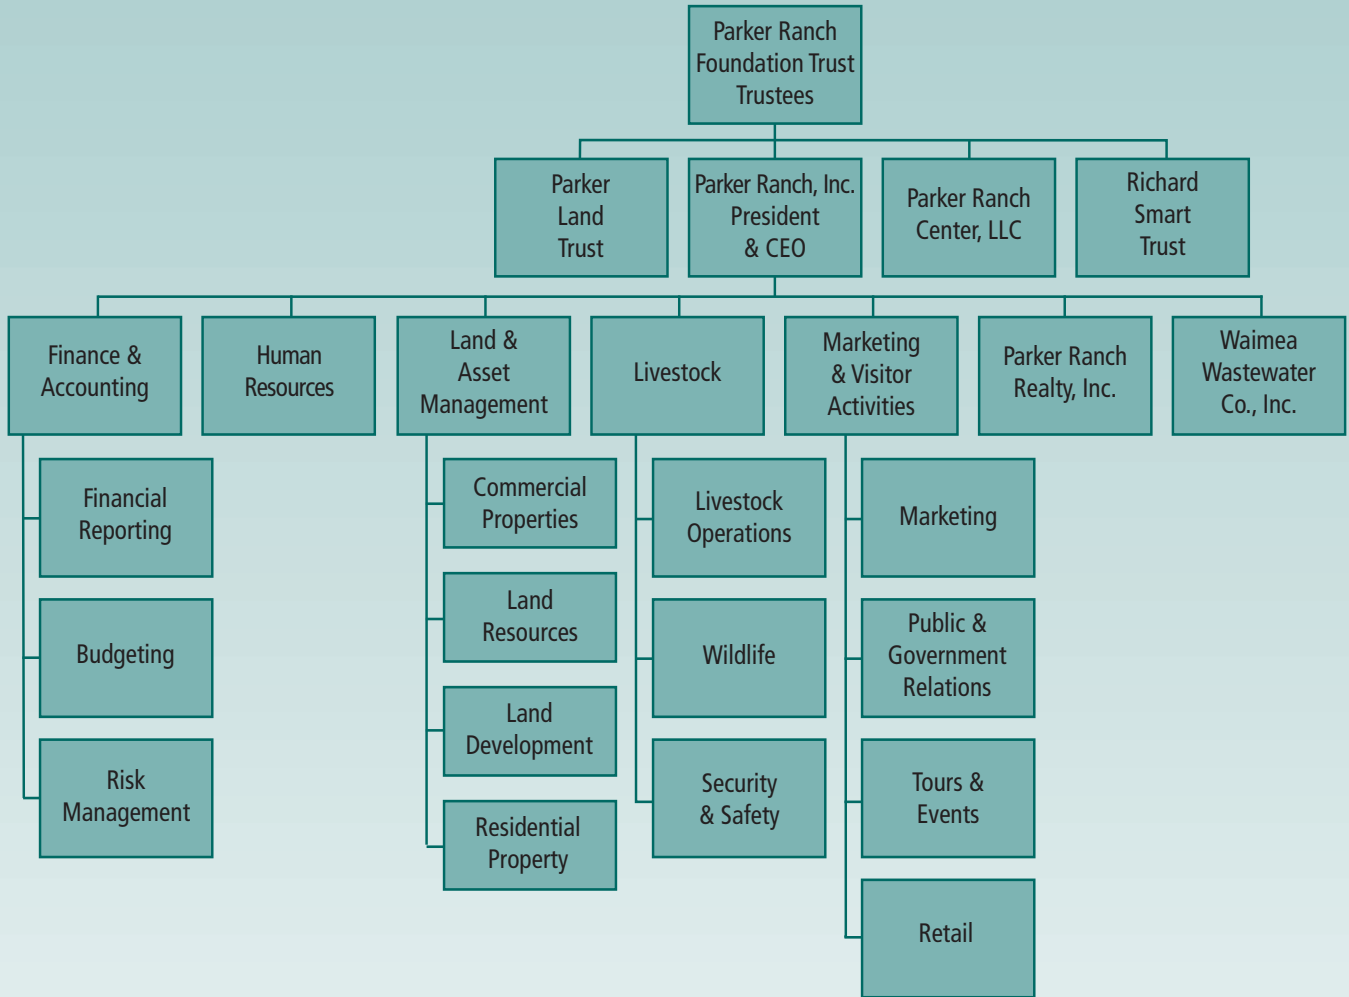 Parker Ranch
Foundation Trust
Trustees
Parker
Land
Trust
Parker Ranch, Inc.
President
& CEO
Parker Ranch
Center, LLC
Richard
Smart
Trust
Finance &
Accounting
Human
Resources
Land &
Asset
Management
Livestock
Marketing
& Visitor
Activities
Parker Ranch
Realty, Inc.
Waimea
Wastewater
Co., Inc.
Financial
Reporting
Budgeting
Risk
Management
Commercial
Properties
Land
Resources
Land
Development
Residential
Property
Livestock
Operations
Wildlife
Security
& Safety
Marketing
Public &
Government
Relations
Tours &
Events
Retail